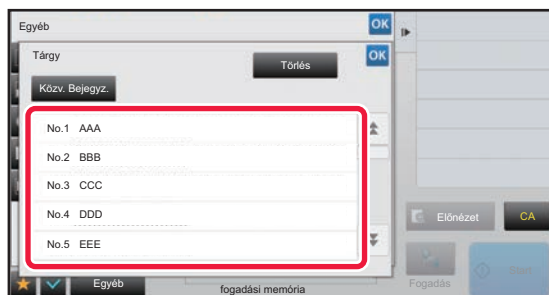 Egyéb
OK
Tárgy
Törlés
OK
Közv. Bejegyz.
No.1 AAA
No.2 BBB
No.3 CCC
No.4 DDD
No.5 EEE
Előnézet
CA
Egyéb
fogadási memória
Fogadás
Start